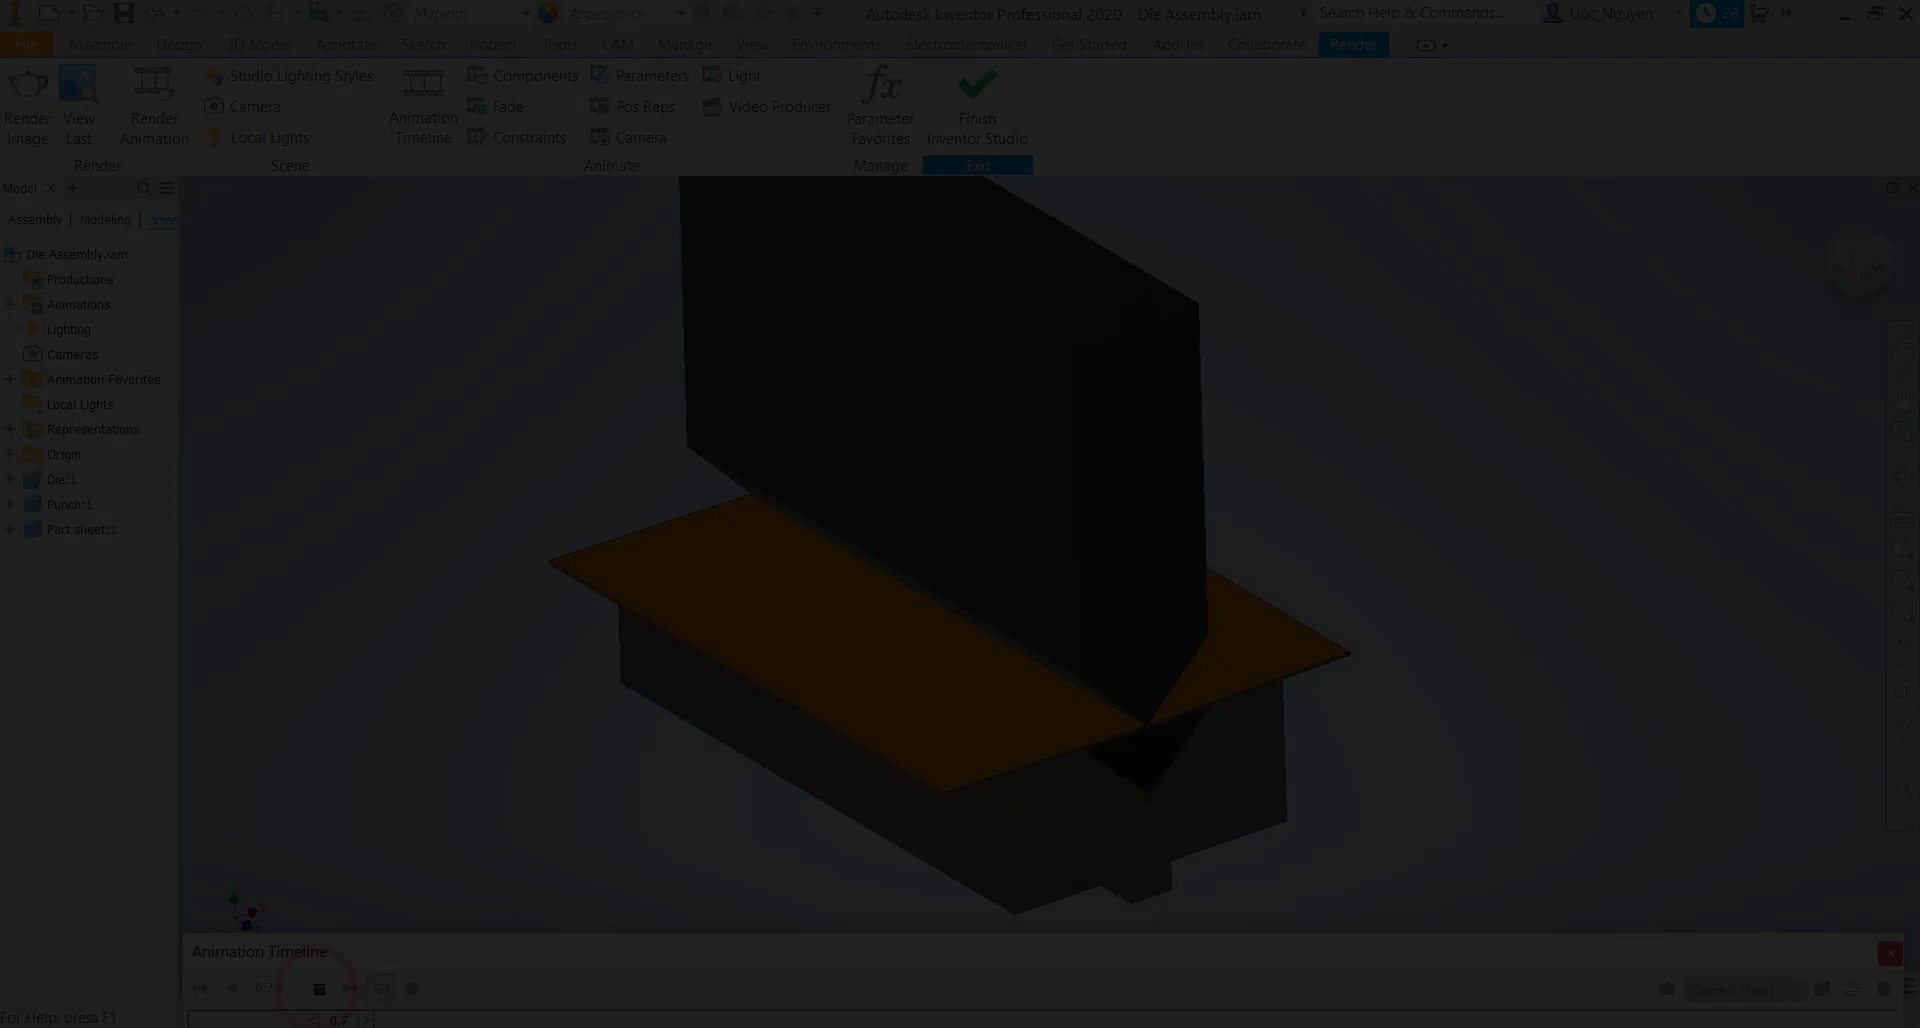 Material Appearance Autodesk Inventor Professional 2020 Die Assembly.iam Search Help & Commands... Uoc_Nguyen 28
File Assemble Design 3D Model Annotate Sketch Inspect Tools CAM Manage View Environments Electromechanical Get Started Add-Ins Collaborate Render
Render Image
View Last
Render Animation
Render
Studio Lighting Styles
Camera
Local Lights
Scene
Animation Timeline
Components
Fade
Constraints
Parameters
Pos Reps
Camera
Light
Video Producer
Animate
Parameter Favorites
Manage
Finish Inventor Studio
Exit
Model
Assembly | Modeling | Inve
Die Assembly.iam
Productions
Animations
Lighting
Cameras
Animation Favorites
Local Lights
Representations
Origin
Die:1
Punch:1
Part sheet:1
Animation Timeline
0.7 s
< 0.7 >
For Help, press F1